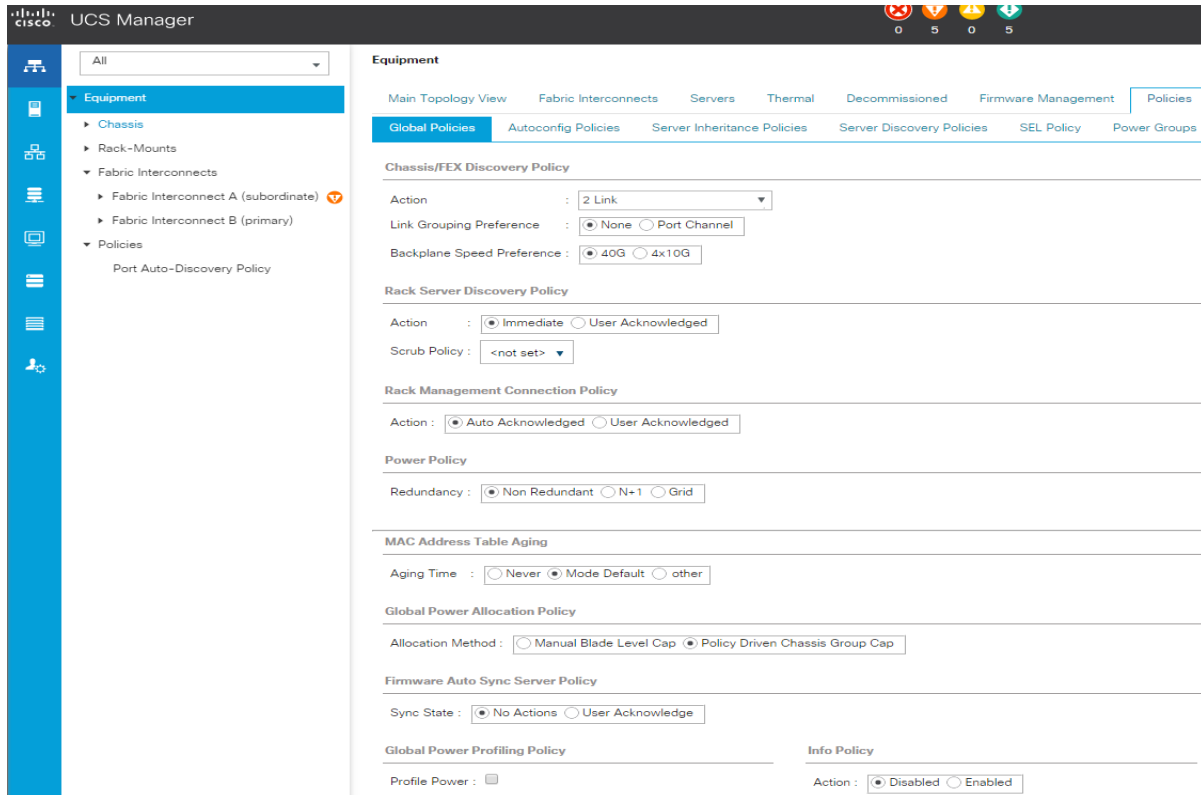 cisco. UCS Manager
0 5 0 5
All
Equipment
Chassis
Rack-Mounts
Fabric Interconnects
Fabric Interconnect A (subordinate)
Fabric Interconnect B (primary)
Policies
Port Auto-Discovery Policy
Equipment
Main Topology View Fabric Interconnects Servers Thermal Decommissioned Firmware Management Policies
Global Policies Autoconfig Policies Server Inheritance Policies Server Discovery Policies SEL Policy Power Groups
Chassis/FEX Discovery Policy
Action : 2 Link
Link Grouping Preference : None Port Channel
Backplane Speed Preference : 40G 4x10G
Rack Server Discovery Policy
Action : Immediate User Acknowledged
Scrub Policy : <not set>
Rack Management Connection Policy
Action : Auto Acknowledged User Acknowledged
Power Policy
Redundancy : Non Redundant N+1 Grid
MAC Address Table Aging
Aging Time : Never Mode Default other
Global Power Allocation Policy
Allocation Method : Manual Blade Level Cap Policy Driven Chassis Group Cap
Firmware Auto Sync Server Policy
Sync State : No Actions User Acknowledge
Global Power Profiling Policy Info Policy
Profile Power : Action : Disabled Enabled